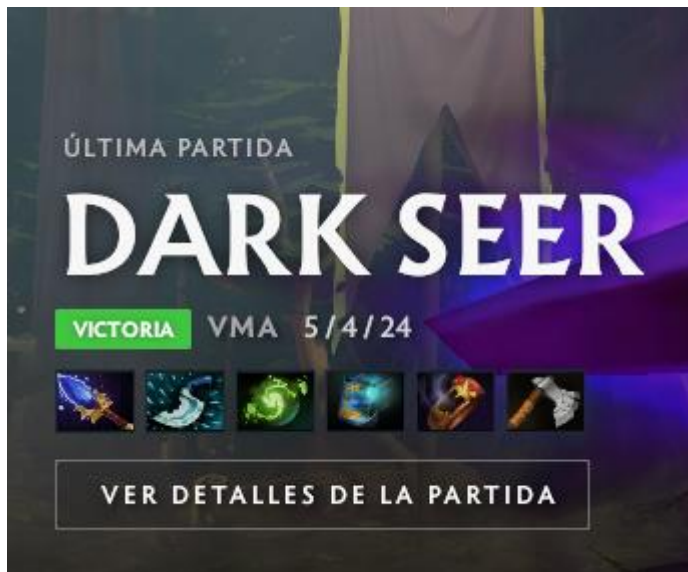 ÚLTIMA PARTIDA
DARK SEER
VICTORIA VMA 5/4/24
VER DETALLES DE LA PARTIDA